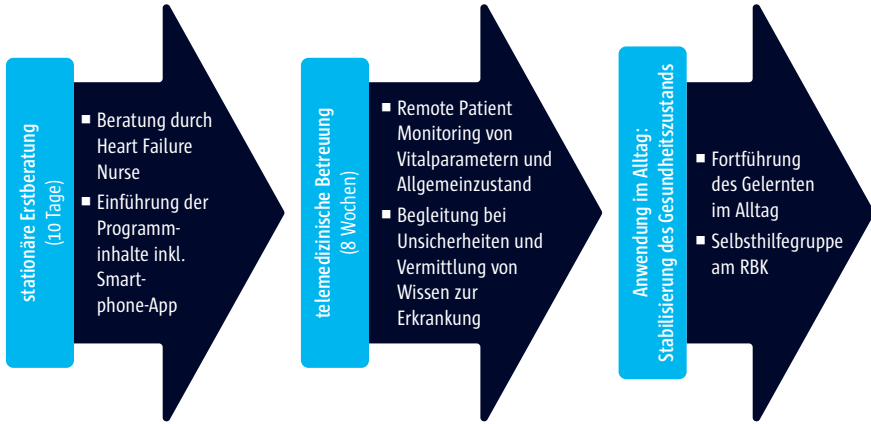 stationäre Erstberatung
(10 Tage)
■ Beratung durch
Heart Failure
Nurse
■ Einführung der
Programm-
inhalte inkl.
Smart-
phone-App
telemedizinische Betreuung
(8 Wochen)
■ Remote Patient
Monitoring von
Vitalparametern und
Allgemeinzustand
■ Begleitung bei
Unsicherheiten und
Vermittlung von
Wissen zur
Erkrankung
Anwendung im Alltag:
Stabilisierung des Gesundheitszustands
■ Fortführung
des Gelernten
im Alltag
■ Selbsthilfegruppe
am RBK